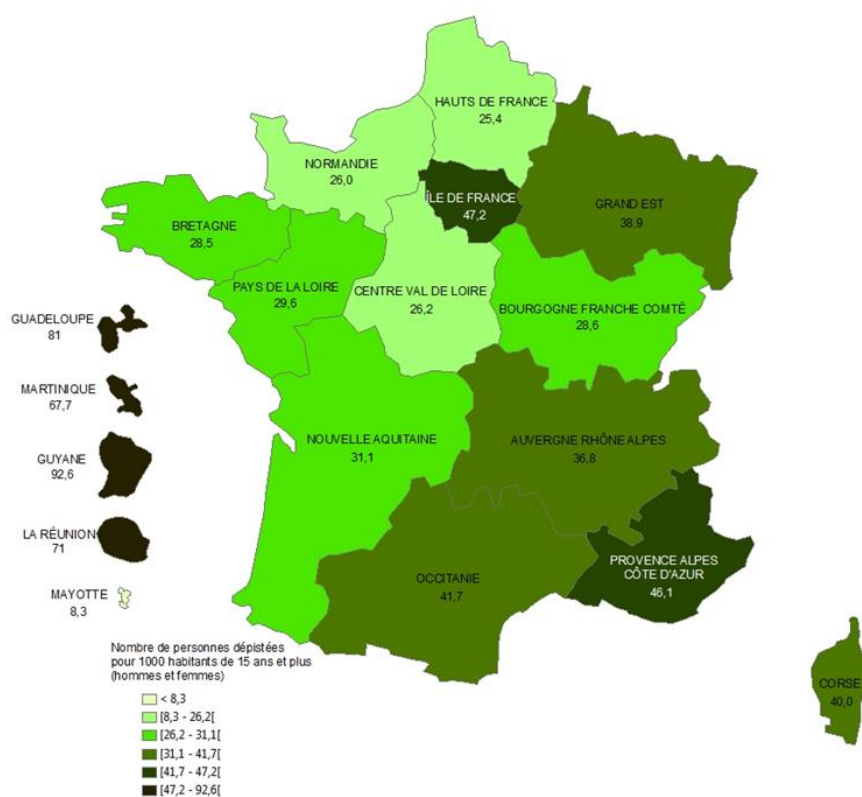 HAUTS DE FRANCE
25,4
NORMANDIE
26,0
ÎLE DE FRANCE
47,2
GRAND EST
38,9
BRETAGNE
28,5
PAYS DE LA LOIRE
29,6
CENTRE VAL DE LOIRE
26,2
BOURGOGNE FRANCHE COMTÉ
28,6
GUADELOUPE
81
MARTINIQUE
67,7
GUYANE
92,6
LA RÉUNION
71
MAYOTTE
8,3
NOUVELLE AQUITAINE
31,1
AUVERGNE RHÔNE ALPES
36,8
OCCITANIE
41,7
PROVENCE ALPES
CÔTE D'AZUR
46,1
CORSE
40,0
Nombre de personnes dépistées
pour 1000 habitants de 15 ans et plus
(hommes et femmes)
< 8,3
[8,3 - 26,2[
[26,2 - 31,1[
[31,1 - 41,7[
[41,7 - 47,2[
[47,2 - 92,6[